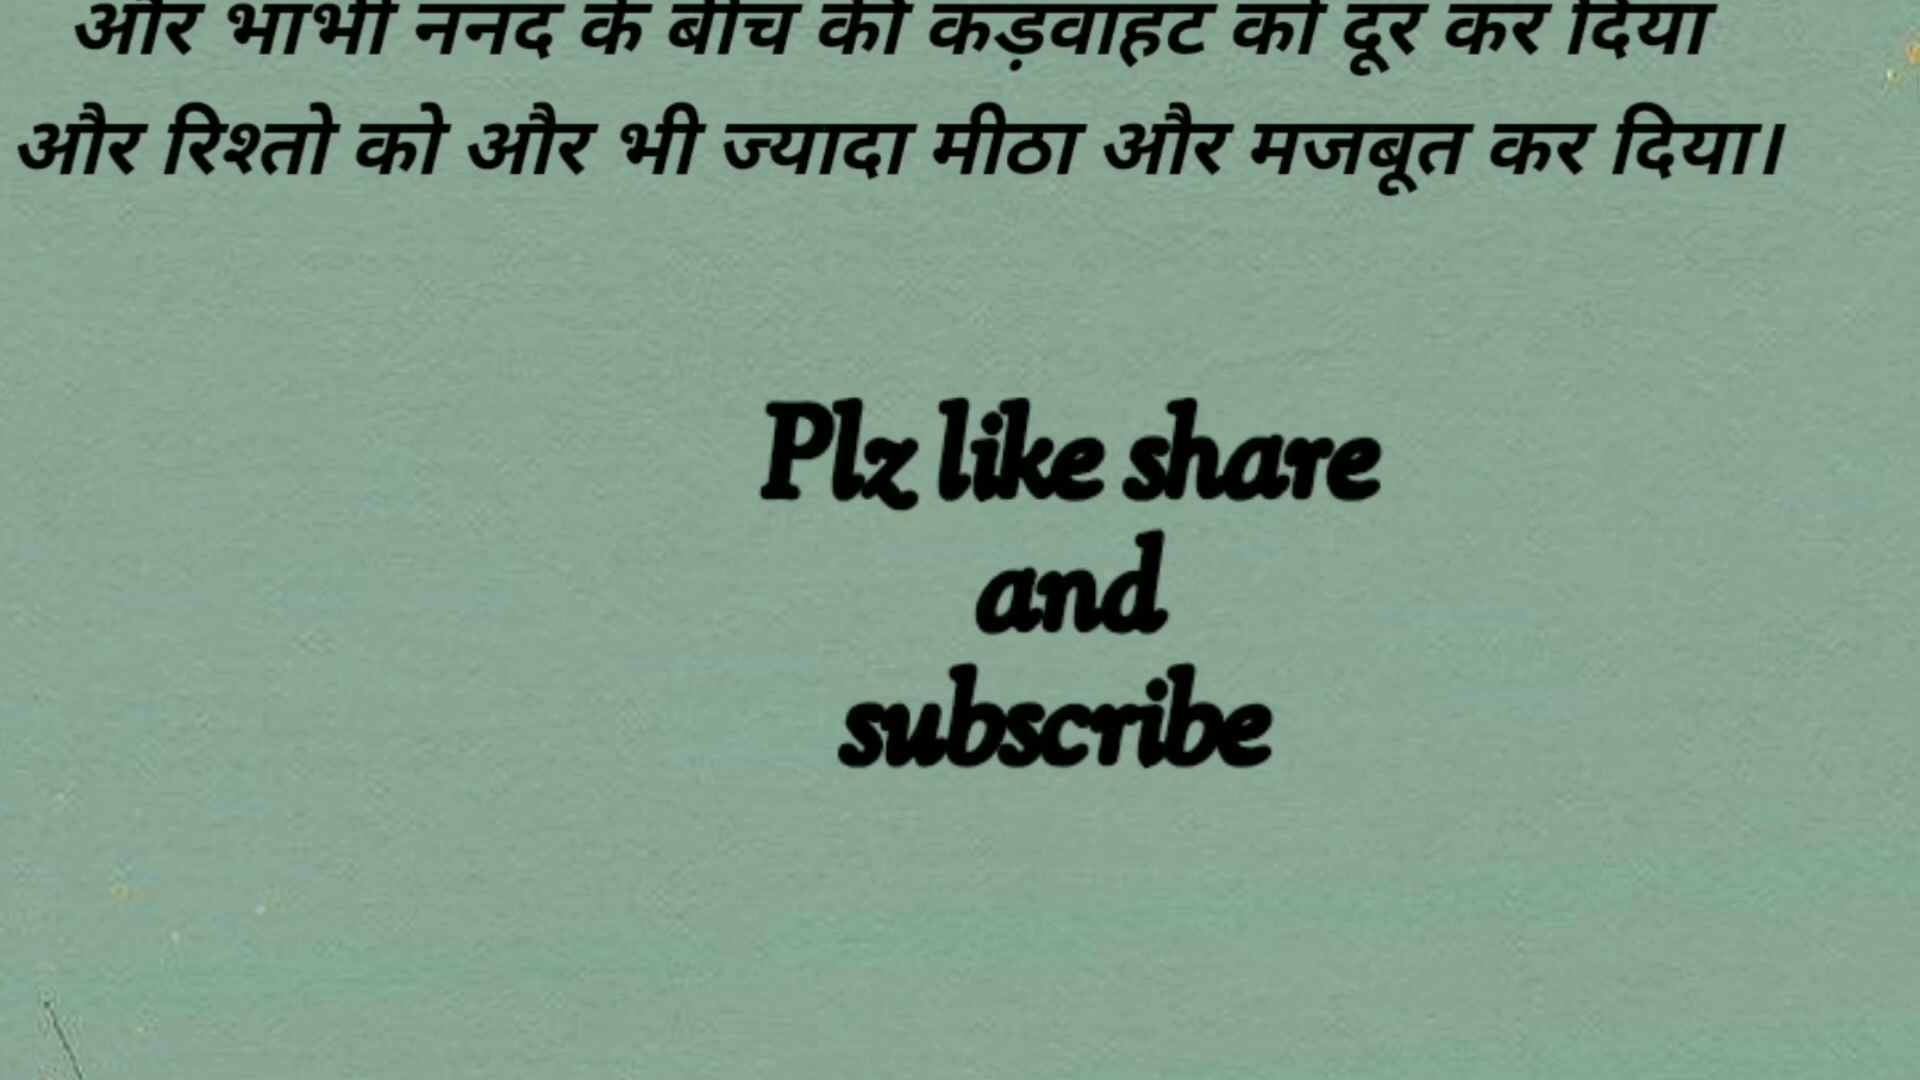 और भाभी ननद के बीच की कड़वाहट को दूर कर दिया
और रिश्तो को और भी ज्यादा मीठा और मजबूत कर दिया।
Plz like share
and
subscribe